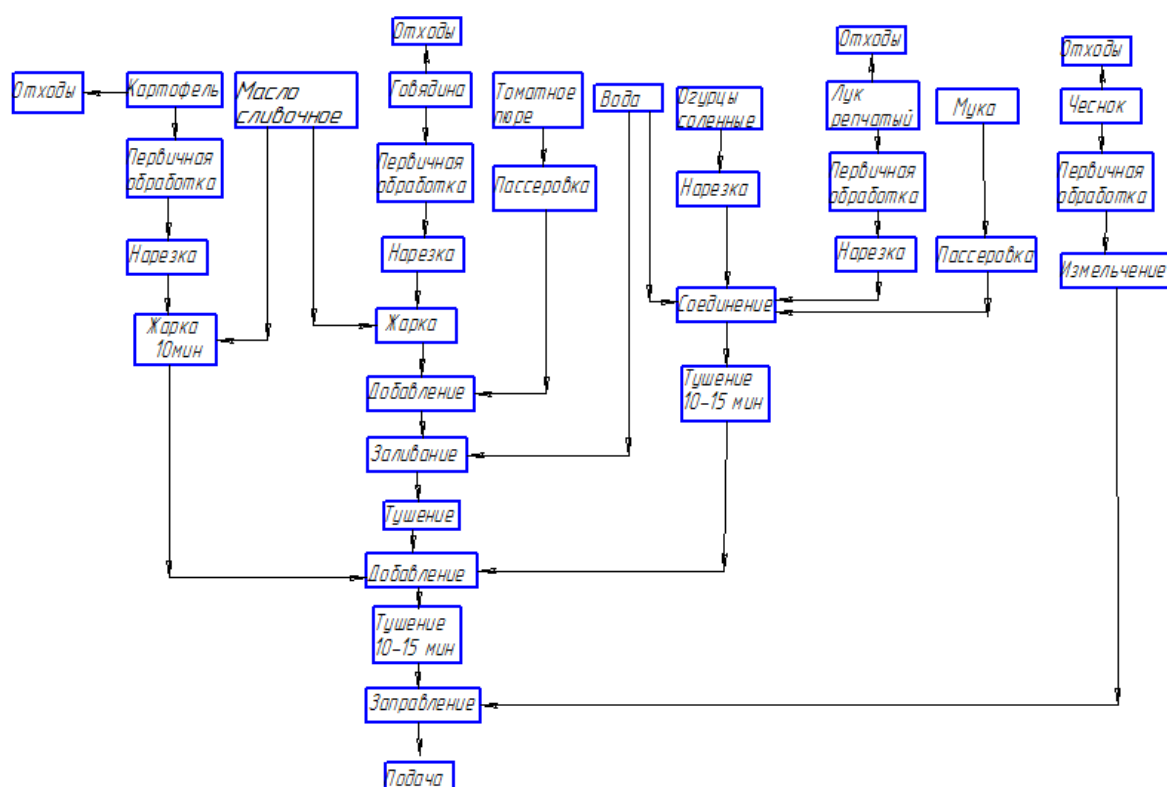 Отходы
Отходы
Отходы
Отходы
Картофель
Масло
сливочное
Говядина
Томатное
пюре
Вода
Огурцы
соленные
Лук
репчатый
Мука
Чеснок
Первичная
обработка
Первичная
обработка
Пассеровка
Нарезка
Первичная
обработка
Первичная
обработка
Нарезка
Нарезка
Нарезка
Пассеровка
Измельчение
Соединение
Жарка
10мин
Жарка
Добавление
Тушение
10-15 мин
Заливание
Тушение
Добавление
Тушение
10-15 мин
Заправление
Подача